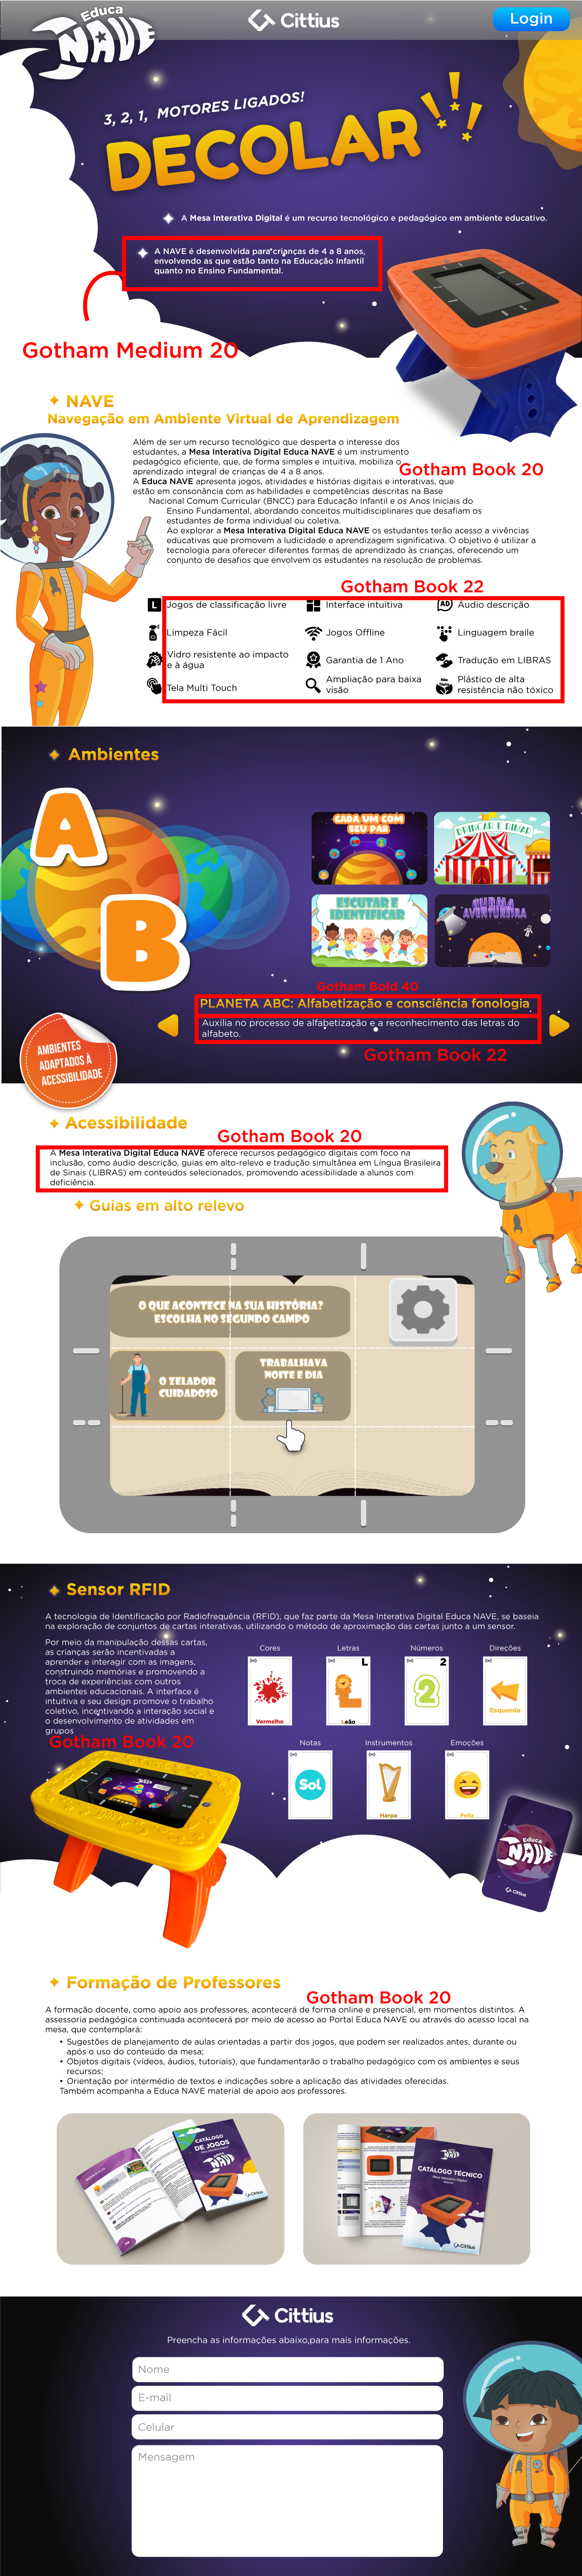 Educa
NAVE
Cittius
Login
3, 2, 1, MOTORES LIGADOS!
DECOLAR!!!
A Mesa Interativa Digital é um recurso tecnológico e pedagógico em ambiente educativo.
A NAVE é desenvolvida para crianças de 4 a 8 anos,
envolvendo as que estão tanto na Educação Infantil
quanto no Ensino Fundamental.
Gotham Medium 20
NAVE
Navegação em Ambiente Virtual de Aprendizagem
Além de ser um recurso tecnológico que desperta o interesse dos
estudantes, a Mesa Interativa Digital Educa NAVE é um instrumento
pedagógico eficiente, que, de forma simples e intuitiva, mobiliza o
aprendizado integral de crianças de 4 a 8 anos.
Gotham Book 20
A Educa NAVE apresenta jogos, atividades e histórias digitais e interativas, que
estão em consonância com as habilidades e competências descritas na Base
Nacional Comum Curricular (BNCC) para Educação Infantil e os Anos Iniciais do
Ensino Fundamental, abordando conceitos multidisciplinares que desafiam os
estudantes de forma individual ou coletiva.
Ao explorar a Mesa Interativa Digital Educa NAVE os estudantes terão acesso a vivências
educativas que promovem a ludicidade e aprendizagem significativa. O objetivo é utilizar a
tecnologia para oferecer diferentes formas de aprendizado às crianças, oferecendo um
conjunto de desafios que envolvem os estudantes na resolução de problemas.
Gotham Book 22
L Jogos de classificação livre
Interface intuitiva
AD Áudio descrição
Limpeza Fácil
Jogos Offline
Linguagem braile
Vidro resistente ao impacto
e à água
Garantia de 1 Ano
Tradução em LIBRAS
Tela Multi Touch
Ampliação para baixa
visão
Plástico de alta
resistência não tóxico
Ambientes
A
B
CADA UM COM
SEU PAR
BRINCAR E RIMAR
ESCUTAR E
IDENTIFICAR
TURMA
AVENTUREIRA
Gotham Bold 40
PLANETA ABC: Alfabetização e consciência fonologia
Auxilia no processo de alfabetização e a reconhecimento das letras do
alfabeto.
Gotham Book 22
AMBIENTES
ADAPTADOS À
ACESSIBILIDADE
Acessibilidade
Gotham Book 20
A Mesa Interativa Digital Educa NAVE oferece recursos pedagógico digitais com foco na
inclusão, como áudio descrição, guias em alto-relevo e tradução simultânea em Língua Brasileira
de Sinais (LIBRAS) em conteúdos selecionados, promovendo acessibilidade a alunos com
deficiência.
Guias em alto relevo
O QUE ACONTECE NA SUA HISTÓRIA?
ESCOLHA NO SEGUNDO CAMPO
O ZELADOR
CUIDADOSO
TRABALHAVA
NOITE E DIA
Sensor RFID
A tecnologia de Identificação por Radiofrequência (RFID), que faz parte da Mesa Interativa Digital Educa NAVE, se baseia
na exploração de conjuntos de cartas interativas, utilizando o método de aproximação das cartas junto a um sensor.
Por meio da manipulação dessas cartas,
as crianças serão incentivadas a
aprender e interagir com as imagens,
construindo memórias e promovendo a
troca de experiências com outros
ambientes educacionais. A interface é
intuitiva e seu design promove o trabalho
coletivo, incentivando a interação social e
o desenvolvimento de atividades em
grupos
Gotham Book 20
Cores
Letras
Números
Direções
L
2
2
Vermelho
Leão
Esquerda
Notas
Instrumentos
Emoções
Sol
Harpa
Feliz
Educa
NAVE
Cittius
Formação de Professores
Gotham Book 20
A formação docente, como apoio aos professores, acontecerá de forma online e presencial, em momentos distintos. A
assessoria pedagógica continuada acontecerá por meio de acesso ao Portal Educa NAVE ou através do acesso local na
mesa, que contemplará:
• Sugestões de planejamento de aulas orientadas a partir dos jogos, que podem ser realizados antes, durante ou
após o uso do conteúdo da mesa;
• Objetos digitais (vídeos, áudios, tutoriais), que fundamentarão o trabalho pedagógico com os ambientes e seus
recursos;
• Orientação por intermédio de textos e indicações sobre a aplicação das atividades oferecidas.
Também acompanha a Educa NAVE material de apoio aos professores.
CATÁLOGO
DE JOGOS
Cittius
NAVE
CATÁLOGO TÉCNICO
Cittius
Cittius
Preencha as informações abaixo,para mais informações.
Nome
E-mail
Celular
Mensagem